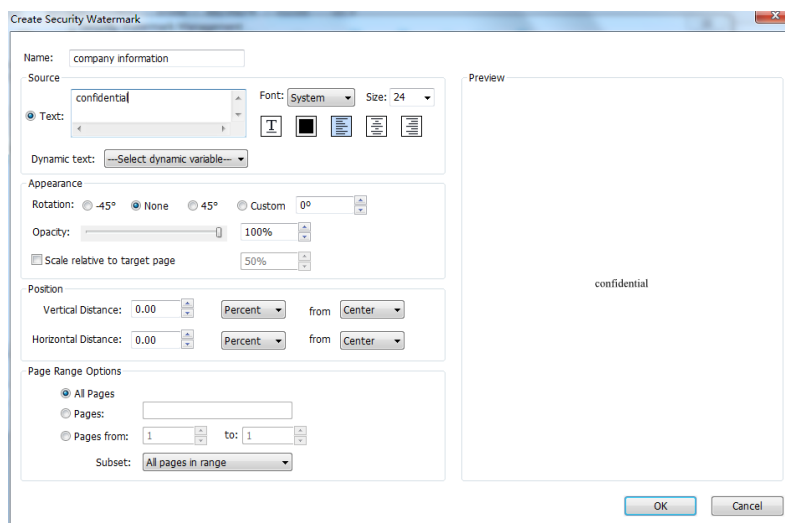 Create Security Watermark
Name: company information
Source
Text: confidential
Font: System Size: 24
T
Dynamic text: ---Select dynamic variable---
Appearance
Rotation: -45° None 45° Custom 0º
Opacity: 100%
Scale relative to target page 50%
Position
Vertical Distance: 0.00 Percent from Center
Horizontal Distance: 0.00 Percent from Center
Page Range Options
All Pages
Pages:
Pages from: 1 to: 1
Subset: All pages in range
Preview
confidential
OK Cancel